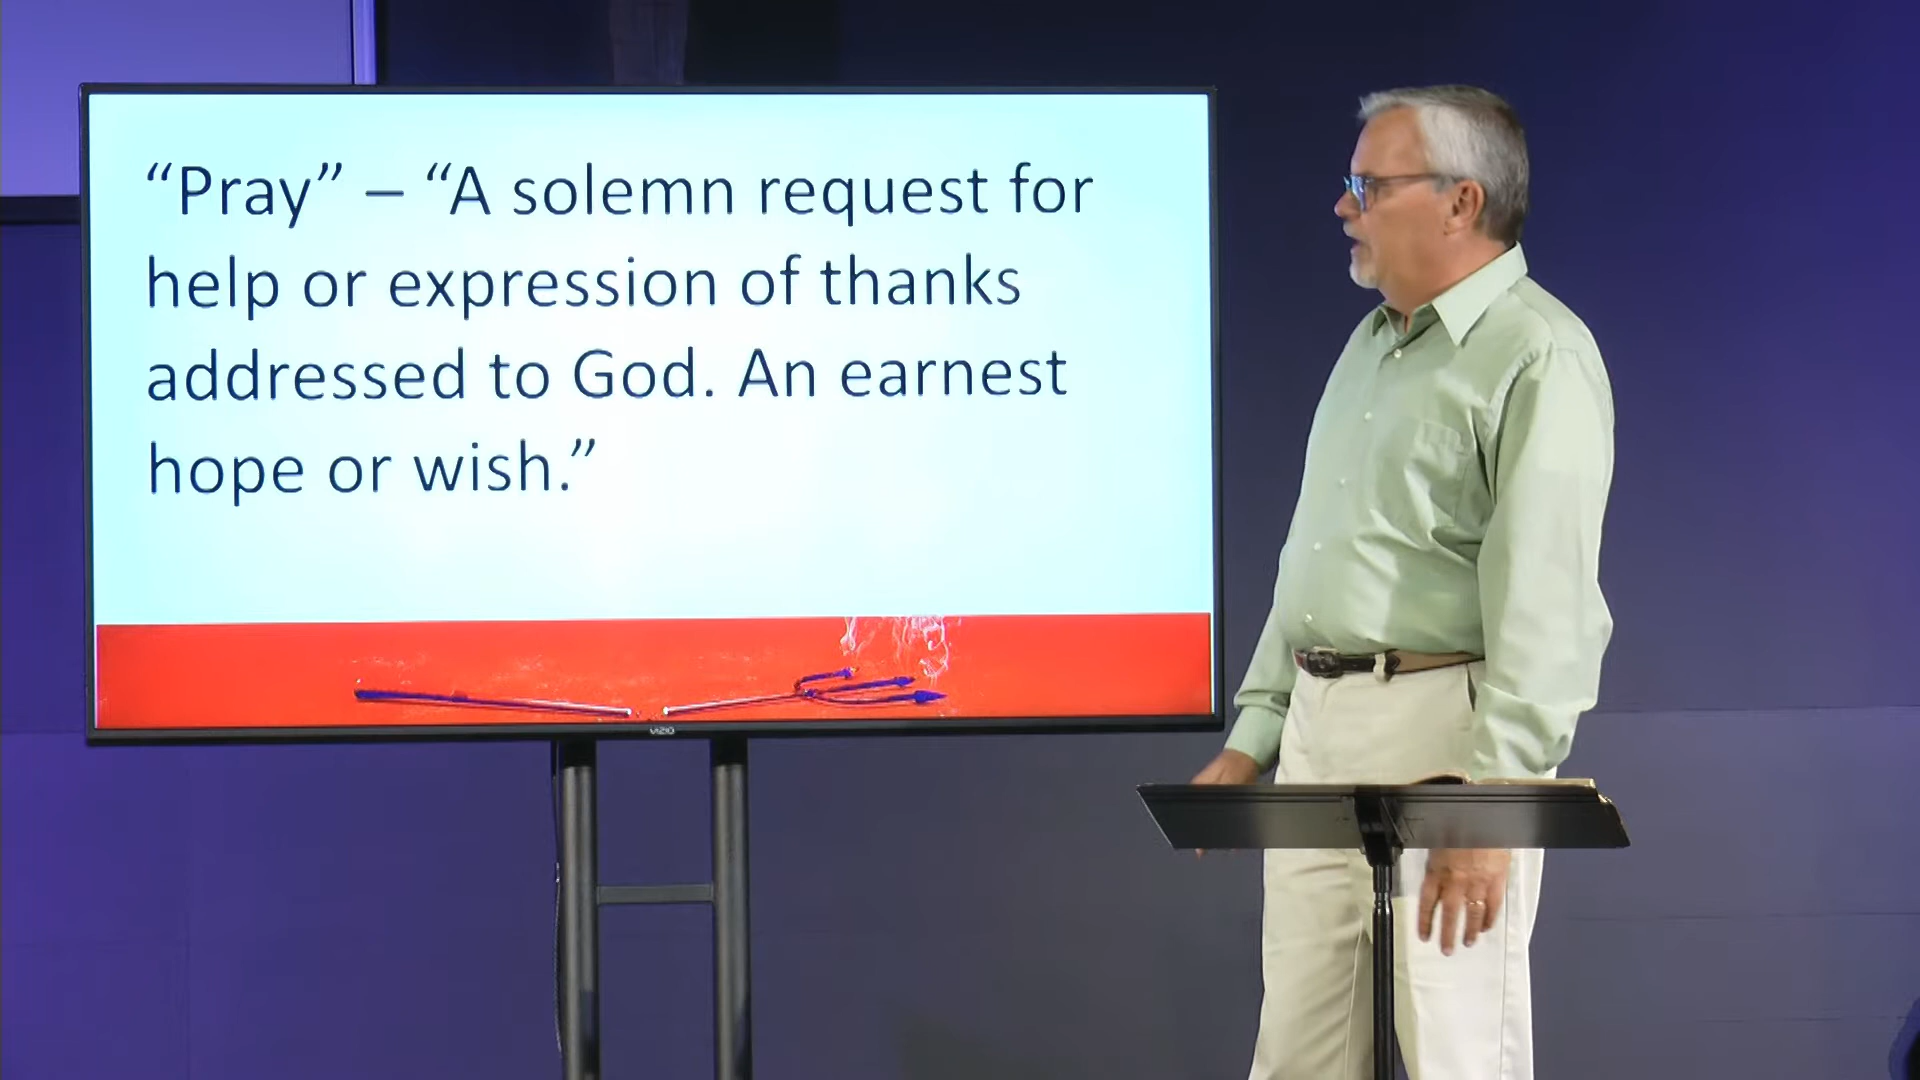 “Pray” – “A solemn request for
help or expression of thanks
addressed to God. An earnest
hope or wish.”
VIZIO